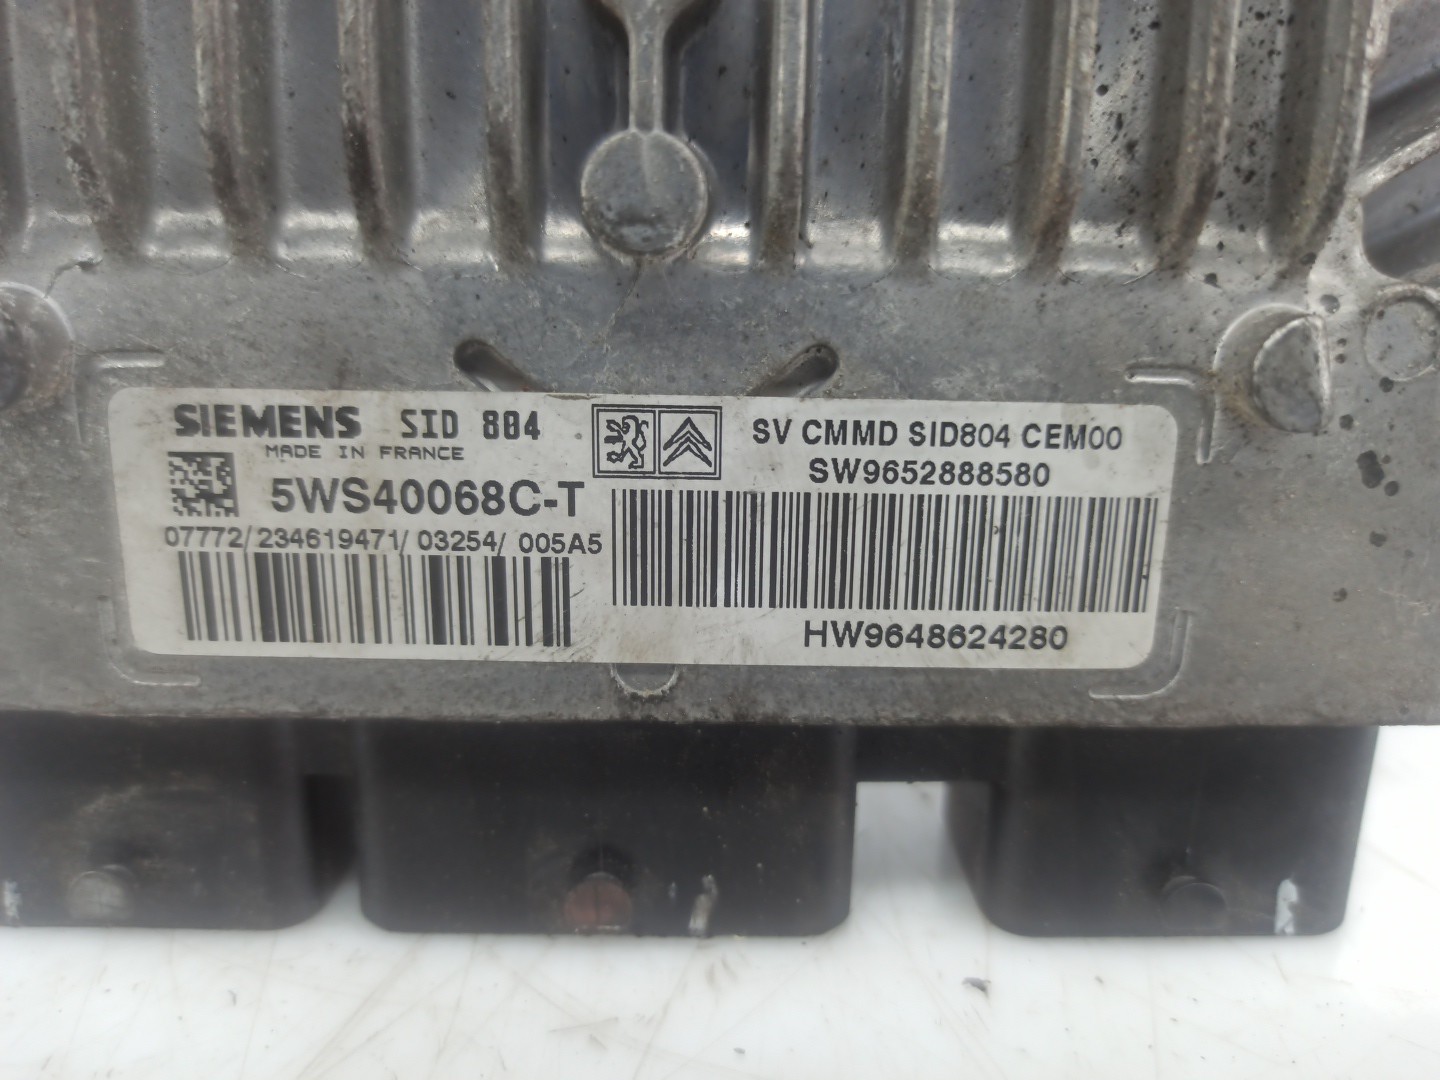 SIEMENS SID 804
MADE IN FRANCE
5WS40068C-T
07772/234619471/03254/ 005A5
SV CMMD SID804 CEM00
SW9652888580
HW9648624280